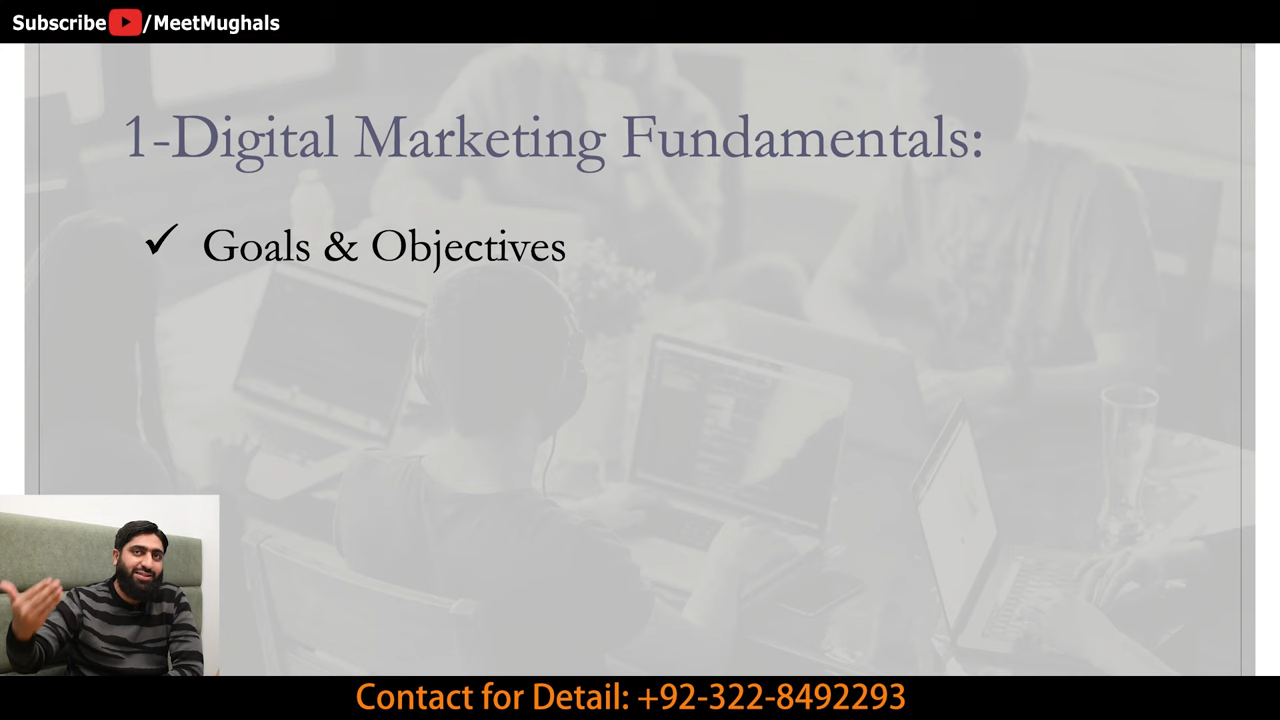 Subscribe /MeetMughals
1-Digital Marketing Fundamentals:
✓ Goals & Objectives
Contact for Detail: +92-322-8492293